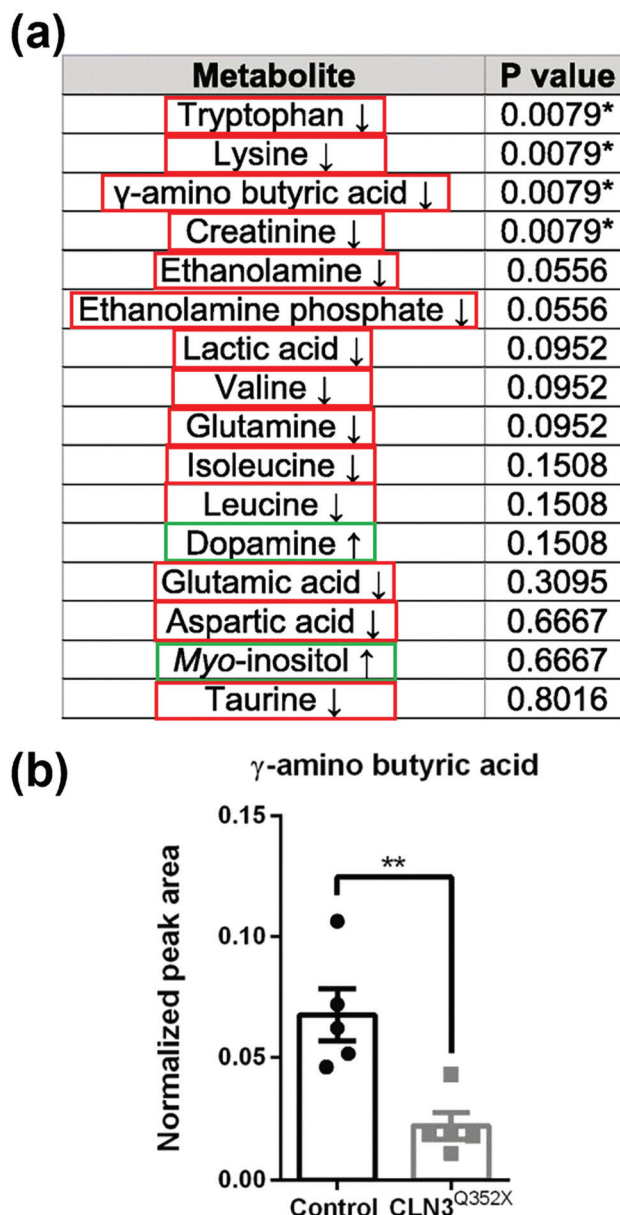 (a)
Metabolite P value
Tryptophan ↓ 0.0079*
Lysine ↓ 0.0079*
γ-amino butyric acid ↓ 0.0079*
Creatinine ↓ 0.0079*
Ethanolamine ↓ 0.0556
Ethanolamine phosphate ↓ 0.0556
Lactic acid ↓ 0.0952
Valine ↓ 0.0952
Glutamine ↓ 0.0952
Isoleucine ↓ 0.1508
Leucine ↓ 0.1508
Dopamine ↑ 0.1508
Glutamic acid ↓ 0.3095
Aspartic acid ↓ 0.6667
Myo-inositol ↑ 0.6667
Taurine ↓ 0.8016
(b)
γ-amino butyric acid
Normalized peak area
0.15
**
0.10
0.05
0.00
Control CLN3Q352X